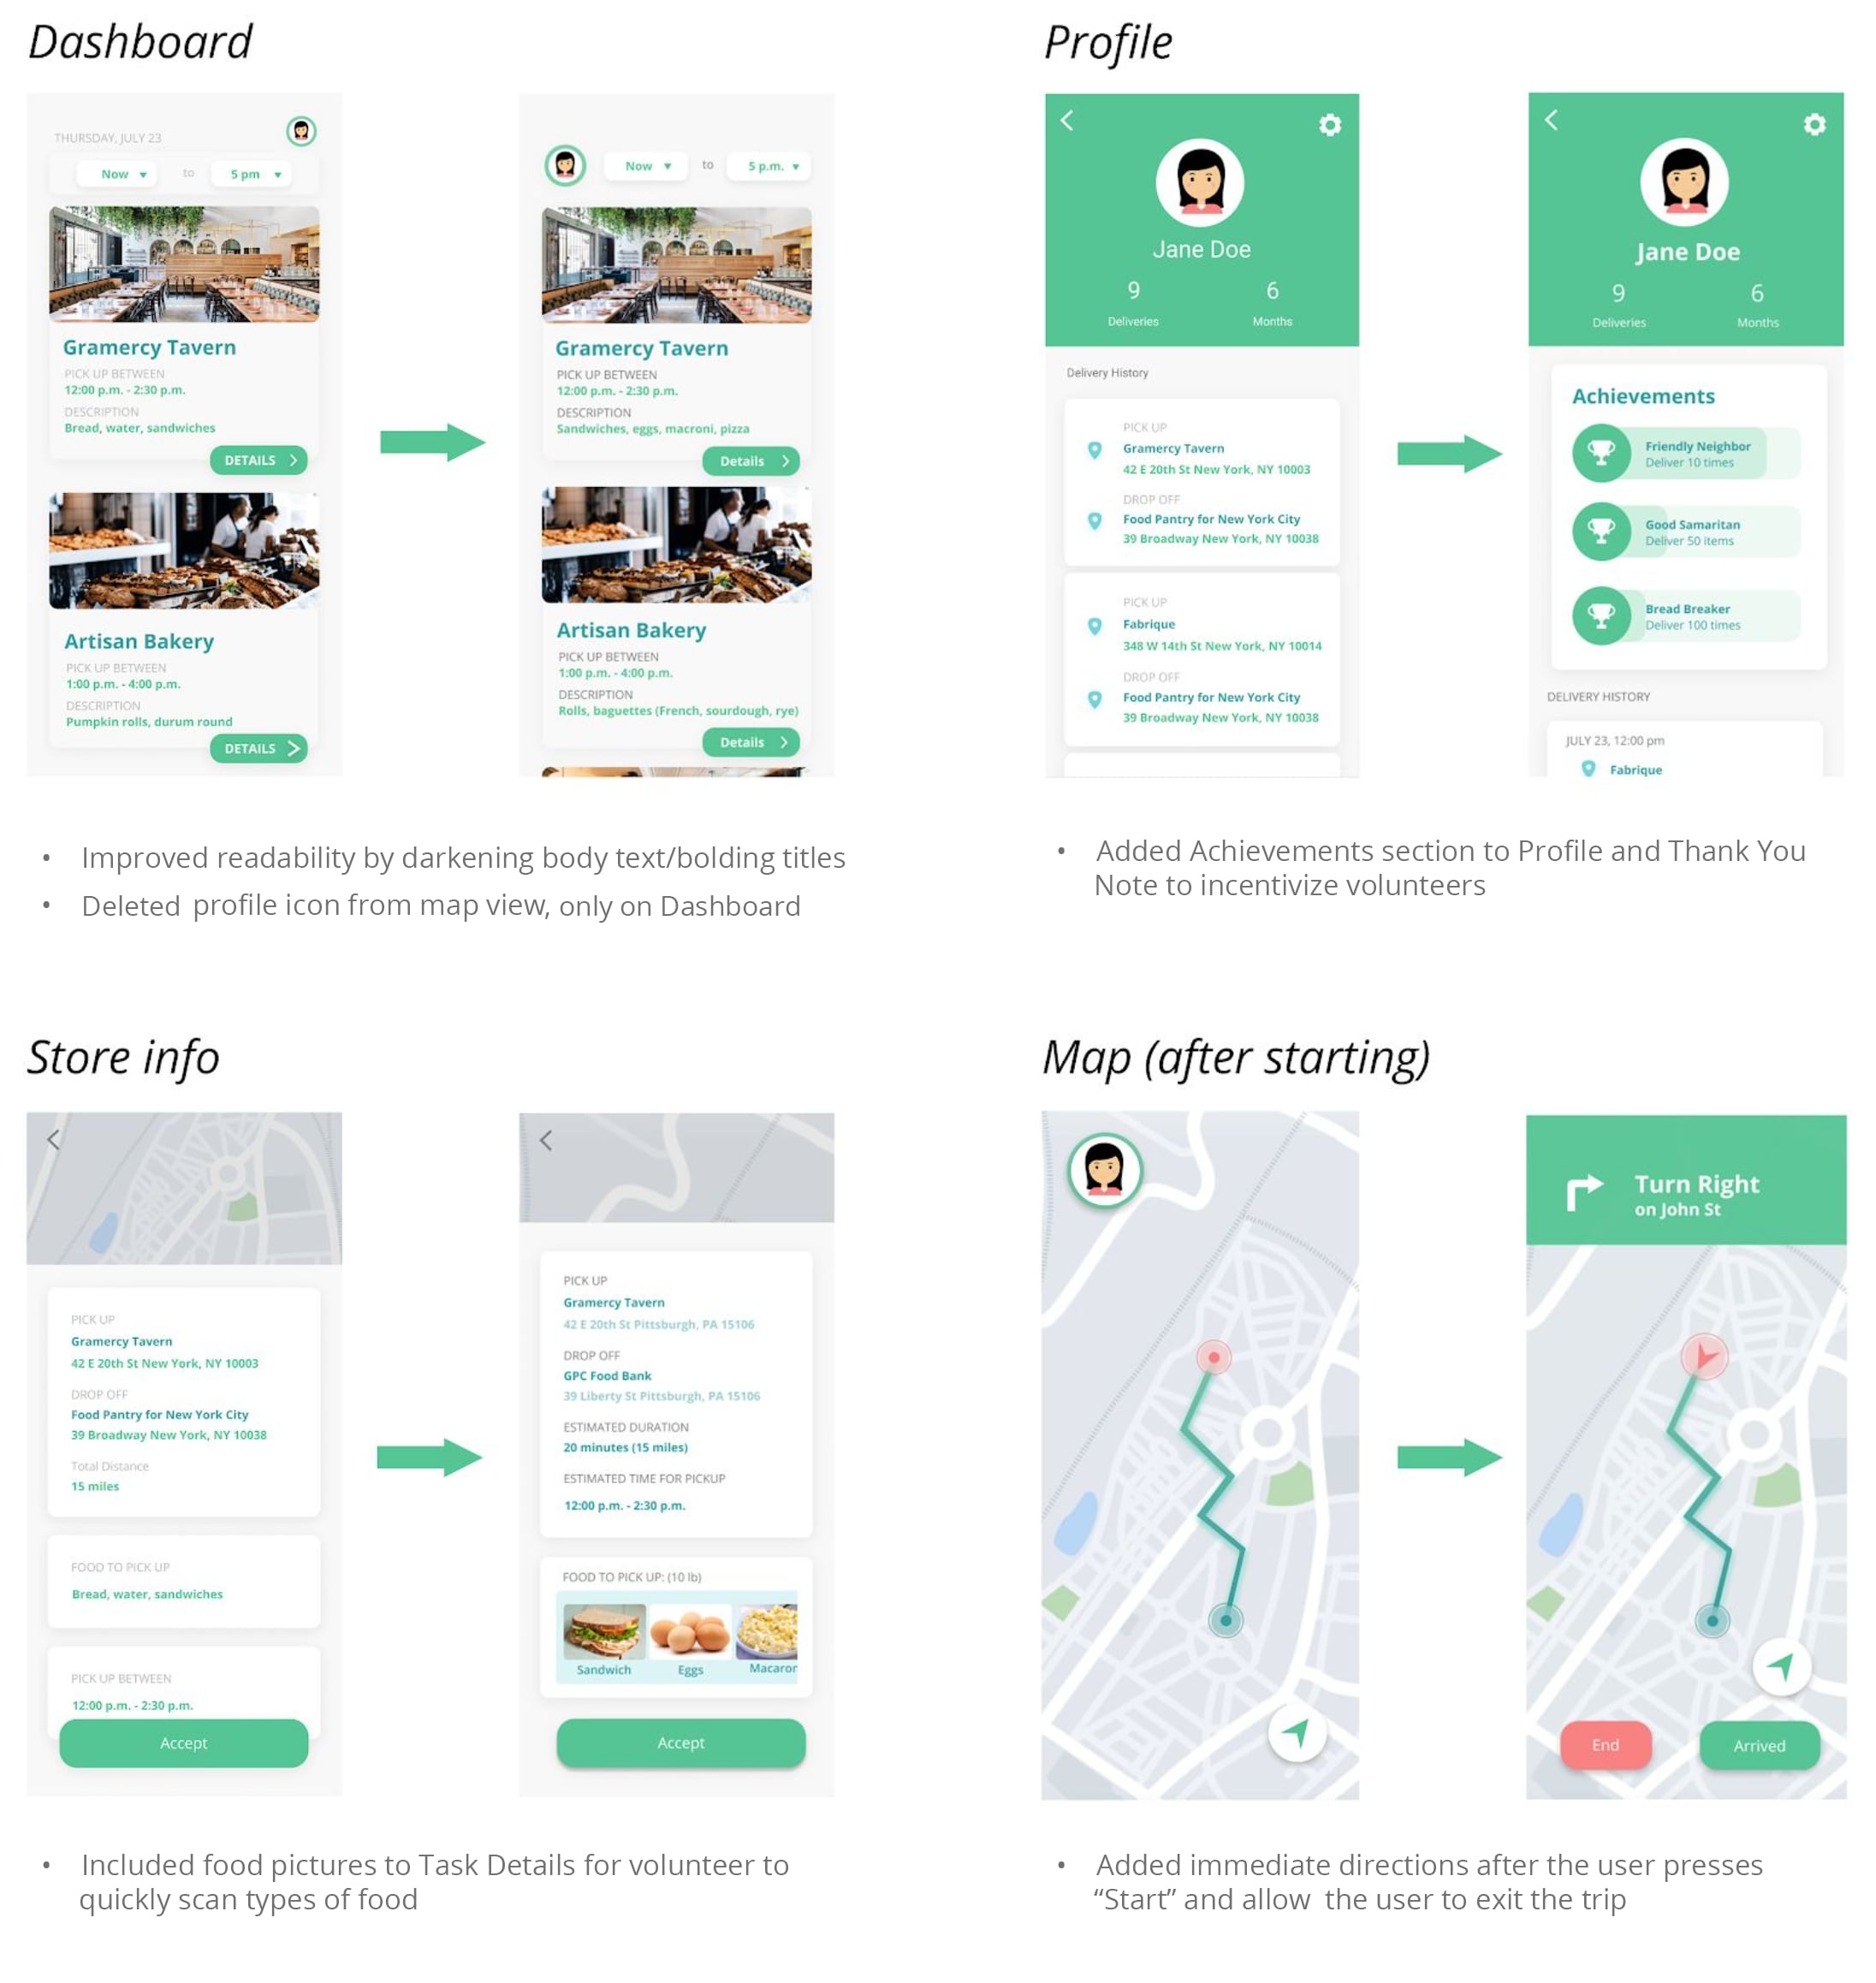 Dashboard
THURSDAY, JULY 23
Now to 5 pm
Gramercy Tavern
PICK UP BETWEEN
12:00 p.m. - 2:30 p.m.
DESCRIPTION
Bread, water, sandwiches
DETAILS
Artisan Bakery
PICK UP BETWEEN
1:00 p.m. - 4:00 p.m.
DESCRIPTION
Pumpkin rolls, durum round
DETAILS
Now to 5 p.m.
Gramercy Tavern
PICK UP BETWEEN
12:00 p.m. - 2:30 p.m.
DESCRIPTION
Sandwiches, eggs, macroni, pizza
Details
Artisan Bakery
PICK UP BETWEEN
1:00 p.m. - 4:00 p.m.
DESCRIPTION
Rolls, baguettes (French, sourdough, rye)
Details
• Improved readability by darkening body text/bolding titles
• Deleted profile icon from map view, only on Dashboard
Profile
Jane Doe
9 6
Deliveries Months
Delivery History
PICK UP
Gramercy Tavern
42 E 20th St New York, NY 10003
DROP OFF
Food Pantry for New York City
39 Broadway New York, NY 10038
PICK UP
Fabrique
348 W 14th St New York, NY 10014
DROP OFF
Food Pantry for New York City
39 Broadway New York, NY 10038
Jane Doe
9 6
Deliveries Months
Achievements
Friendly Neighbor
Deliver 10 times
Good Samaritan
Deliver 50 items
Bread Breaker
Deliver 100 times
DELIVERY HISTORY
JULY 23, 12:00 pm
Fabrique
• Added Achievements section to Profile and Thank You
Note to incentivize volunteers
Store info
PICK UP
Gramercy Tavern
42 E 20th St New York, NY 10003
DROP OFF
Food Pantry for New York City
39 Broadway New York, NY 10038
Total Distance
15 miles
FOOD TO PICK UP
Bread, water, sandwiches
PICK UP BETWEEN
12:00 p.m. - 2:30 p.m.
Accept
PICK UP
Gramercy Tavern
42 E 20th St Pittsburgh, PA 15106
DROP OFF
GPC Food Bank
39 Liberty St Pittsburgh, PA 15106
ESTIMATED DURATION
20 minutes (15 miles)
ESTIMATED TIME FOR PICKUP
12:00 p.m. - 2:30 p.m.
FOOD TO PICK UP: (10 lb)
Sandwich Eggs Macaror
Accept
• Included food pictures to Task Details for volunteer to
quickly scan types of food
Map (after starting)
Turn Right
on John St
End Arrived
• Added immediate directions after the user presses
“Start” and allow the user to exit the trip